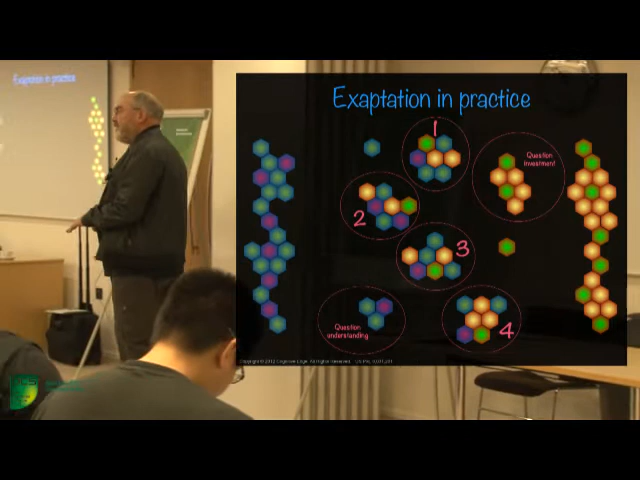 Exaptation in practice
Exaptation in practice
1
Question
investment
2
3
Question
understanding
4